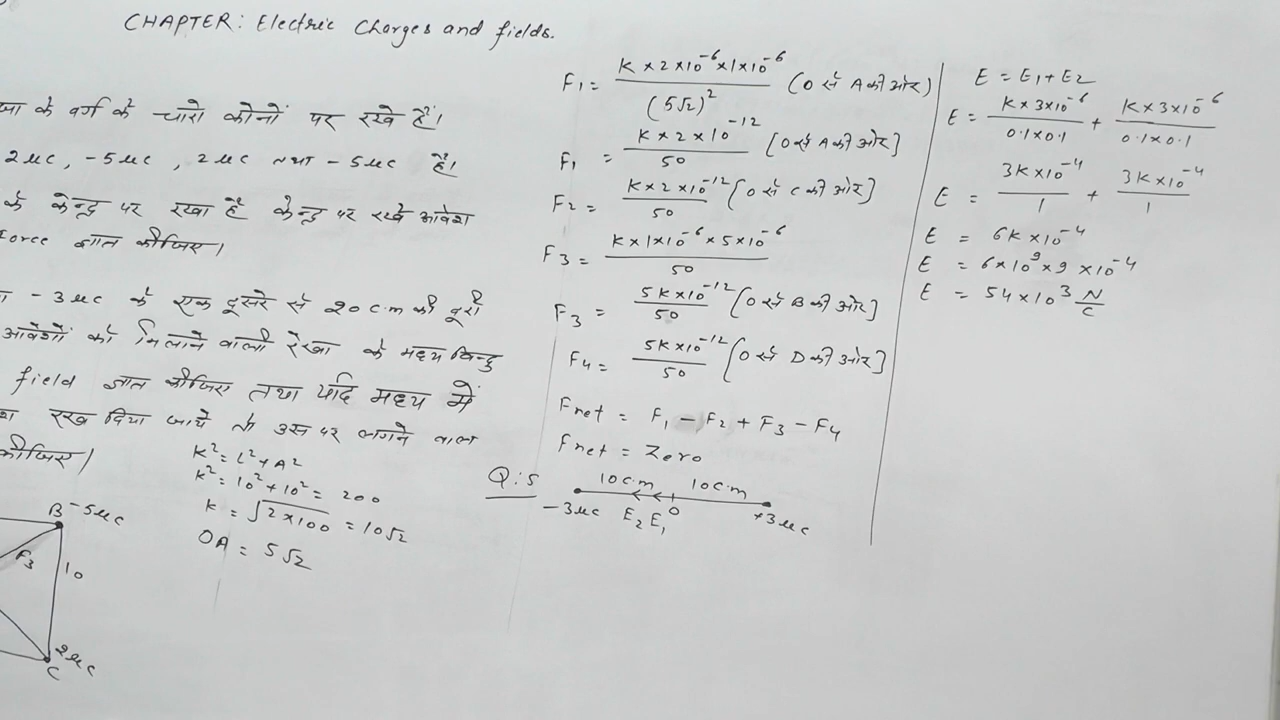 CHAPTER: Electric Charges and fields.
के वर्ग के चारो कोनों पर रखे हैं।
2μc, -5μc, 2μc तथा -5μc हैं।
के केन्द्र पर रखा है केन्द्र पर रखे आवेश
Force ज्ञात कीजिए।
-3μc के एक दूसरे से 20 c.m की दूरी
आवेशों को मिलाने वाली रेखा के मध्य बिन्दु
field ज्ञात कीजिए तथा यदि मध्य में
रख दिया जाये तो उस पर लगने वाला
कीजिए।
K² = L² + A²
K² = 10² + 10² = 200
K = √2×100 = 10√2
OA = 5√2
B -5μc
F3
10
2μc
C
F1 = K×2×10^-6×1×10^-6 / (5√2)² (O से A की ओर)
F1 = K×2×10^-12 / 50 [O से A की ओर]
F2 = K×2×10^-12 / 50 [O से C की ओर]
F3 = K×1×10^-6×5×10^-6 / 50
F3 = 5K×10^-12 / 50 [O से B की ओर]
F4 = 5K×10^-12 / 50 [O से D की ओर]
Fnet = F1 - F2 + F3 - F4
Fnet = Zero
Q:5
10c.m 10c.m
-3μc E2 E1 O +3μc
E = E1+E2
E = K×3×10^-6 / 0.1×0.1 + K×3×10^-6 / 0.1×0.1
E = 3K×10^-4 / 1 + 3K×10^-4 / 1
E = 6K×10^-4
E = 6×10^9×9×10^-4
E = 54×10^3 N/C